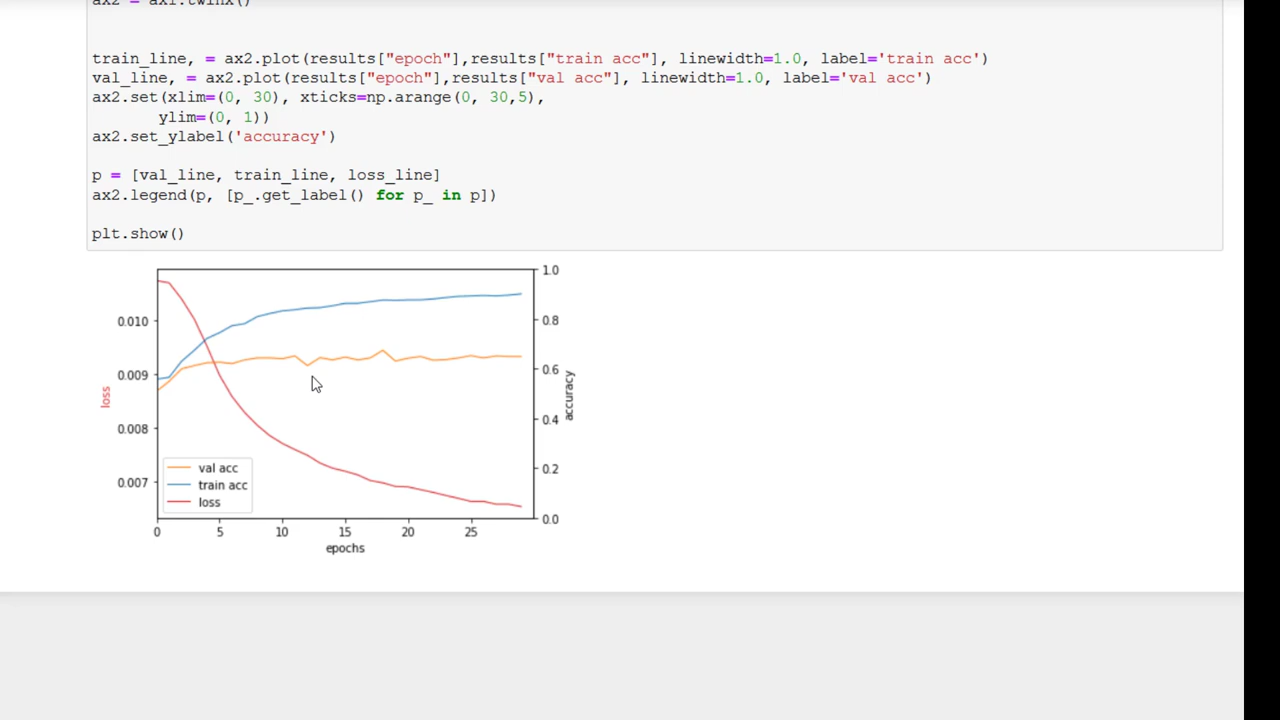 ax2 = ax1.twinx()
train_line, = ax2.plot(results["epoch"],results["train acc"], linewidth=1.0, label='train acc')
val_line, = ax2.plot(results["epoch"],results["val acc"], linewidth=1.0, label='val acc')
ax2.set(xlim=(0, 30), xticks=np.arange(0, 30,5),
ylim=(0, 1))
ax2.set_ylabel('accuracy')
p = [val_line, train_line, loss_line]
ax2.legend(p, [p_.get_label() for p_ in p])
plt.show()
1.0
0.8
0.6
0.4
0.2
0.0
accuracy
0.010
0.009
0.008
0.007
loss
val acc
train acc
loss
0 5 10 15 20 25
epochs